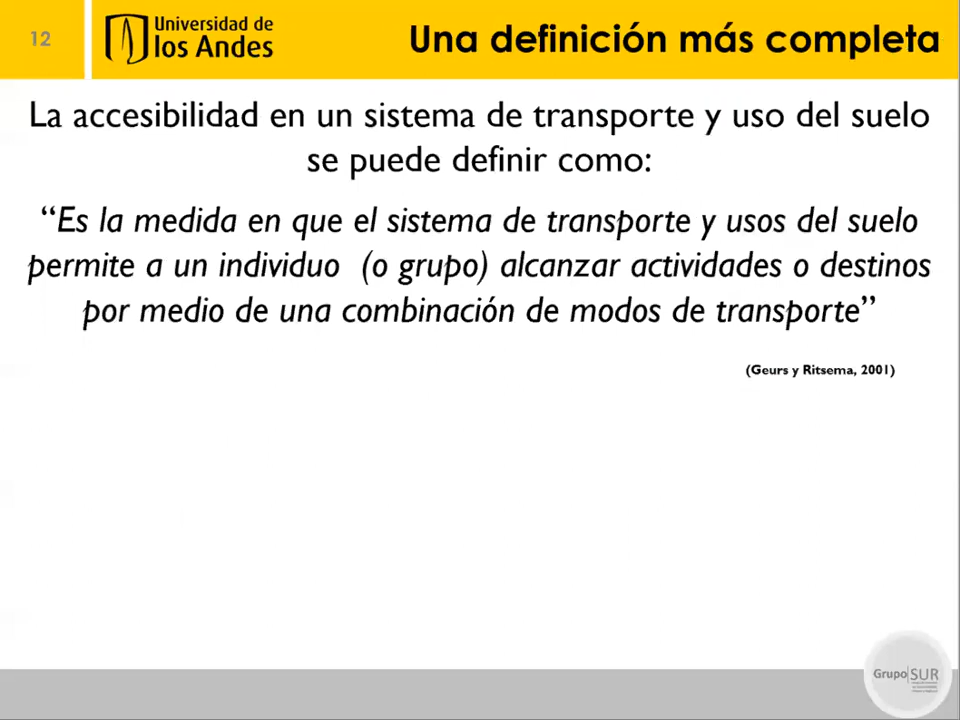 12
Universidad de
los Andes
Una definición más completa
La accesibilidad en un sistema de transporte y uso del suelo
se puede definir como:
“Es la medida en que el sistema de transporte y usos del suelo
permite a un individuo (o grupo) alcanzar actividades o destinos
por medio de una combinación de modos de transporte”
(Geurs y Ritsema, 2001)
Grupo SUR